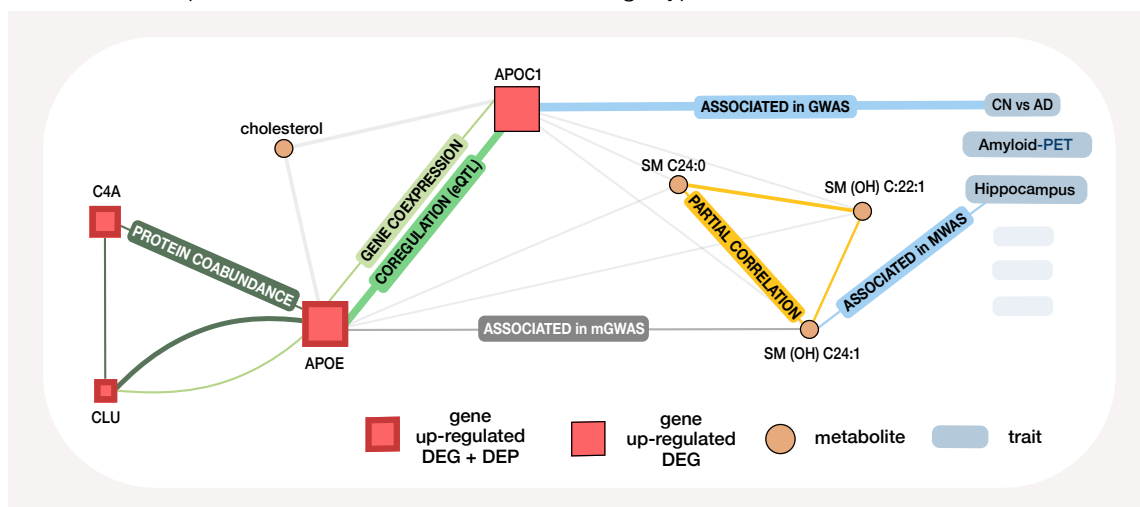 APOC1
ASSOCIATED in GWAS
CN vs AD
cholesterol
Amyloid-PET
GENE COEXPRESSION
COREGULATION (eQTL)
SM C24:0
SM (OH) C:22:1
Hippocampus
C4A
PROTEIN COABUNDANCE
PARTIAL CORRELATION
ASSOCIATED in MWAS
ASSOCIATED in mGWAS
SM (OH) C24:1
APOE
CLU
gene
up-regulated
DEG + DEP
gene
up-regulated
DEG
metabolite
trait